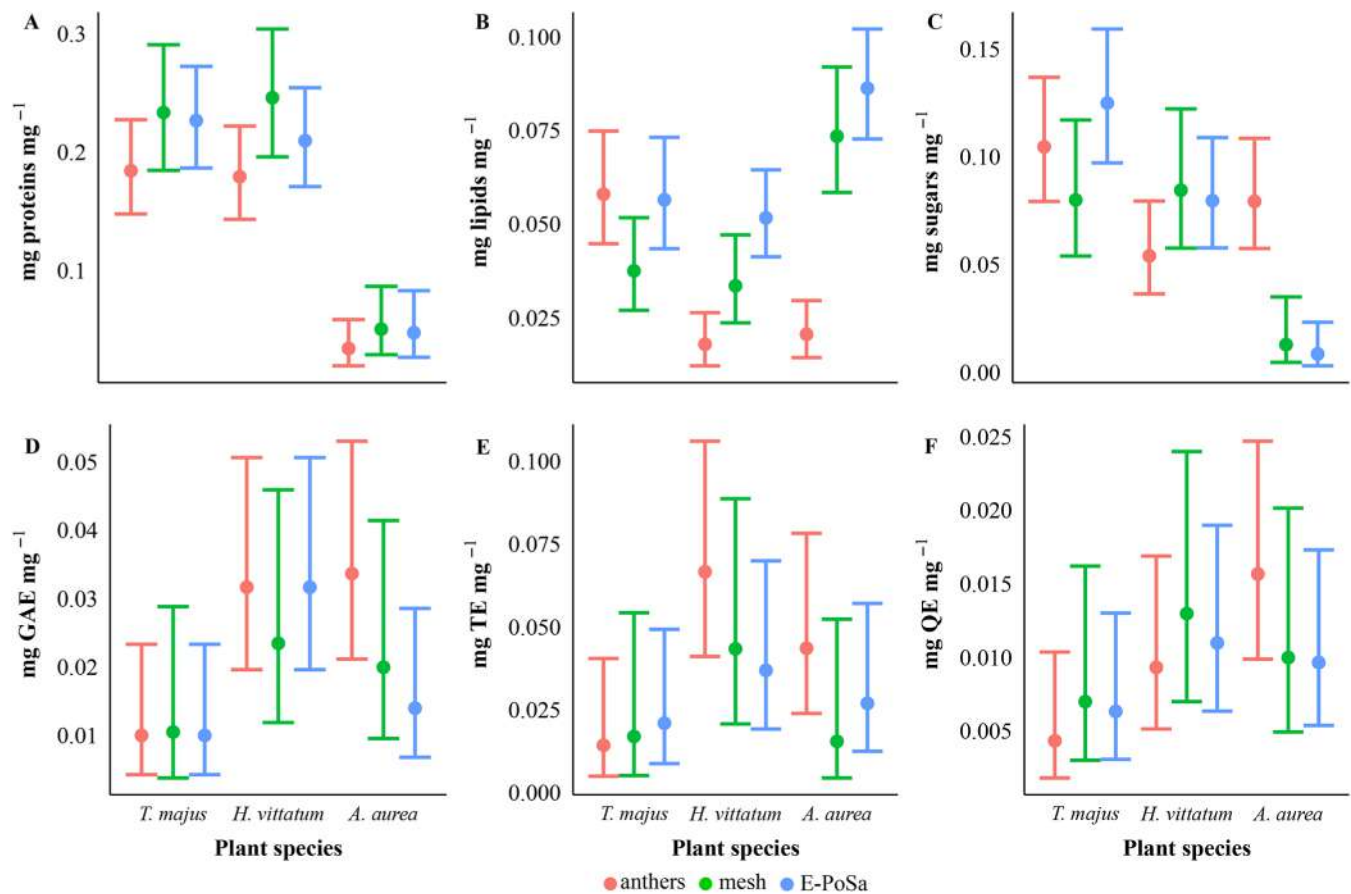 A
mg proteins mg −1
0.3
0.2
0.1
B
mg lipids mg −1
0.100
0.075
0.050
0.025
C
mg sugars mg −1
0.15
0.10
0.05
0.00
D
mg GAE mg −1
0.05
0.04
0.03
0.02
0.01
T. majus H. vittatum A. aurea
Plant species
E
mg TE mg −1
0.100
0.075
0.050
0.025
0.000
T. majus H. vittatum A. aurea
Plant species
F
mg QE mg −1
0.025
0.020
0.015
0.010
0.005
T. majus H. vittatum A. aurea
Plant species
anthers mesh E-PoSa